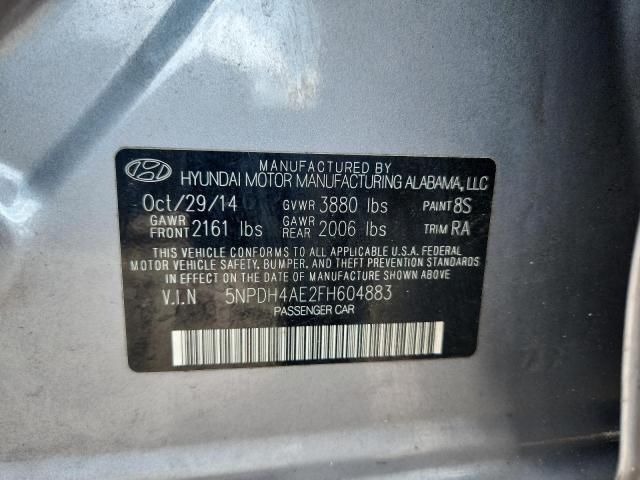 MANUFACTURED BY
HYUNDAI MOTOR MANUFACTURING ALABAMA, LLC
Oct/29/14 GVWR 3880 lbs PAINT 8S
GAWR FRONT 2161 lbs GAWR REAR 2006 lbs TRIM RA
THIS VEHICLE CONFORMS TO ALL APPLICABLE U.S.A. FEDERAL
MOTOR VEHICLE SAFETY, BUMPER, AND THEFT PREVENTION STANDARDS
IN EFFECT ON THE DATE OF MANUFACTURE SHOWN ABOVE.
V.I.N 5NPDH4AE2FH604883
PASSENGER CAR